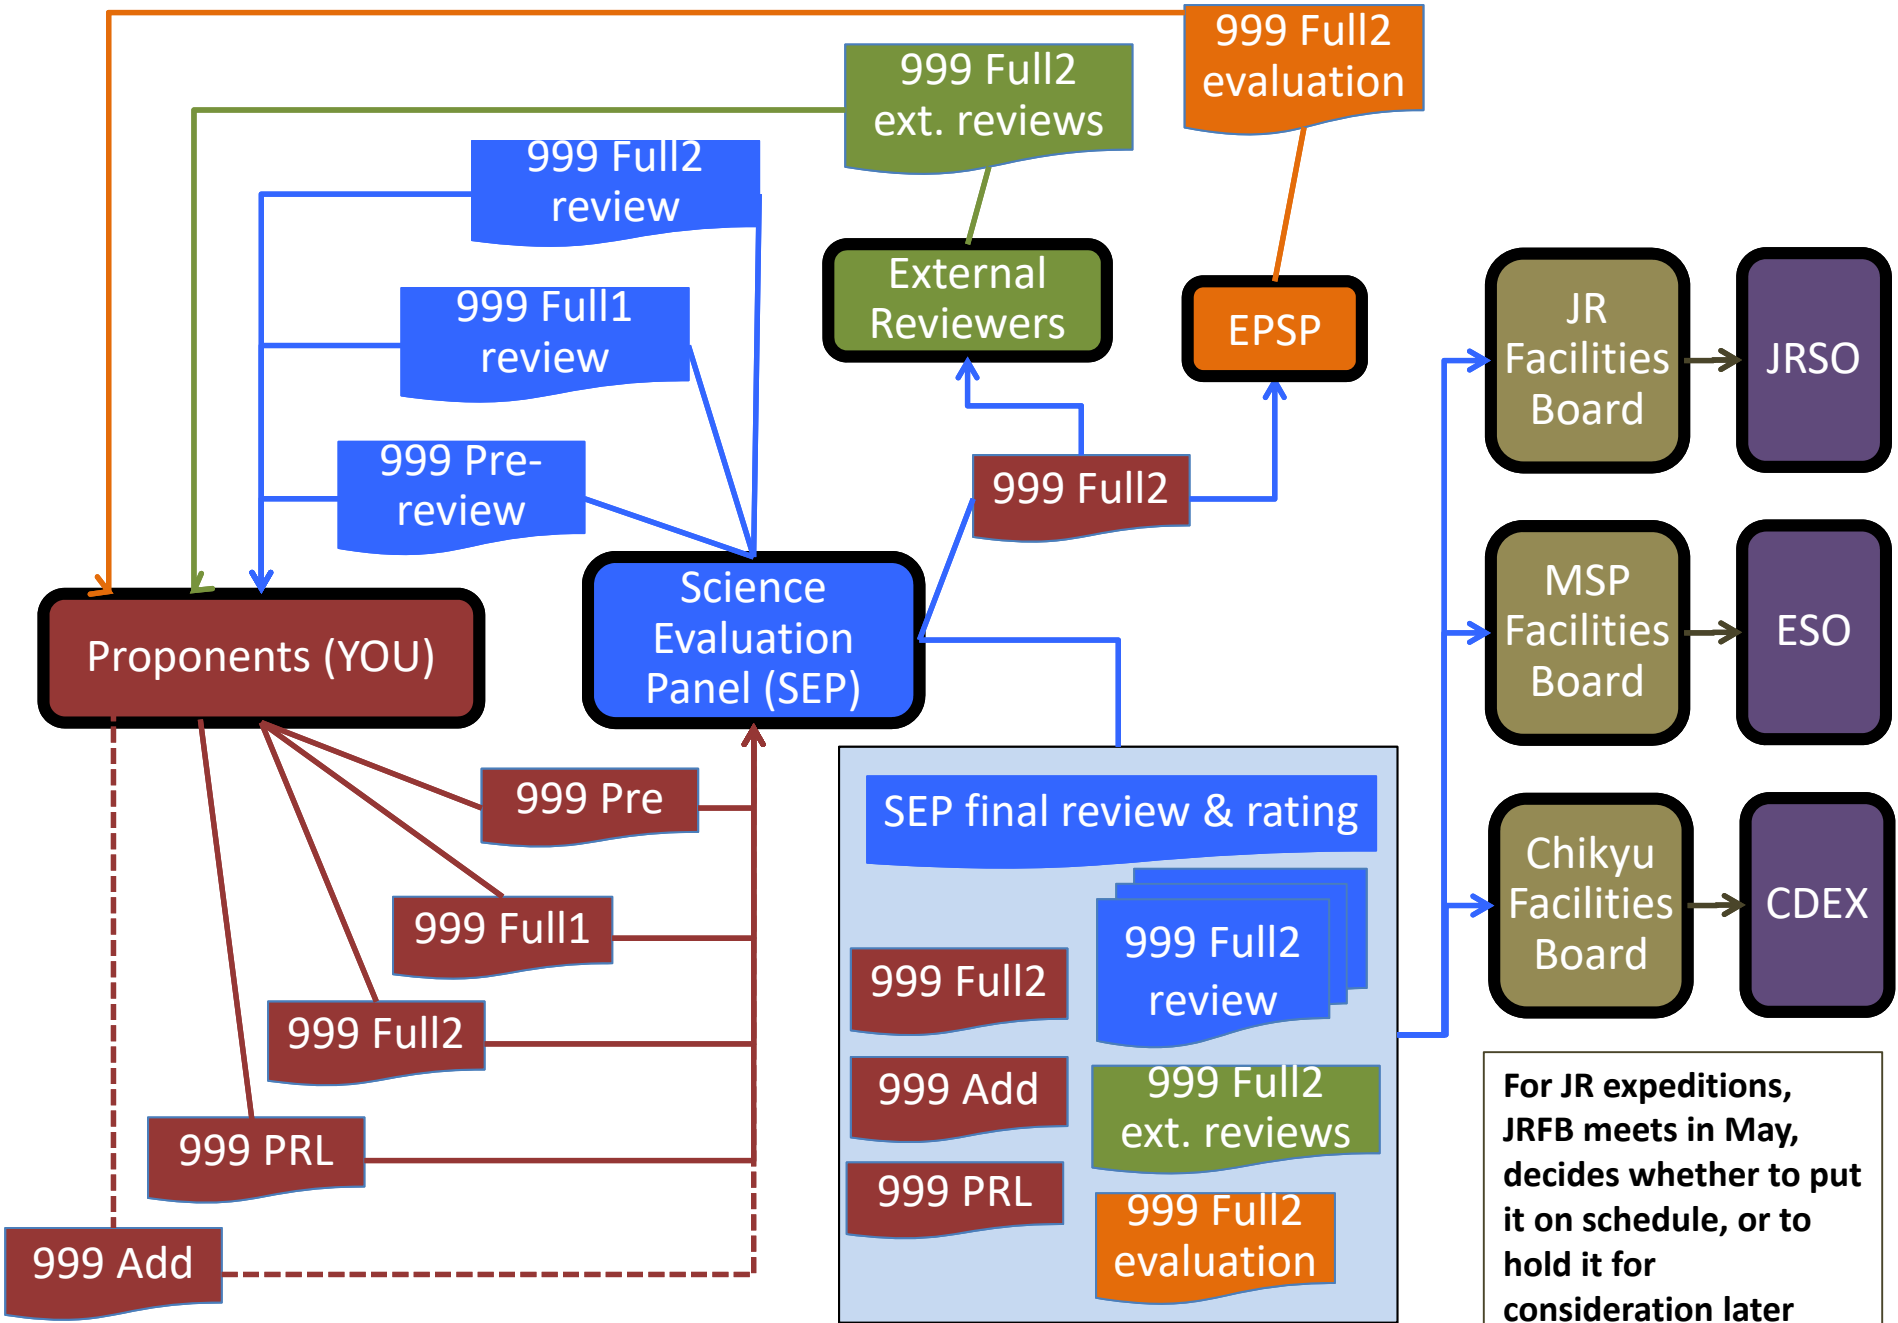 999 Full2
evaluation
999 Full2
ext. reviews
999 Full2
review
External
Reviewers
EPSP
999 Full1
review
999 Pre-
review
999 Full2
JR
Facilities
Board
JRSO
Proponents (YOU)
Science
Evaluation
Panel (SEP)
MSP
Facilities
Board
ESO
999 Pre
999 Full1
999 Full2
999 PRL
999 Add
SEP final review & rating
999 Full2
999 Add
999 PRL
999 Full2
review
999 Full2
ext. reviews
999 Full2
evaluation
Chikyu
Facilities
Board
CDEX
For JR expeditions,
JRFB meets in May,
decides whether to put
it on schedule, or to
hold it for
consideration later